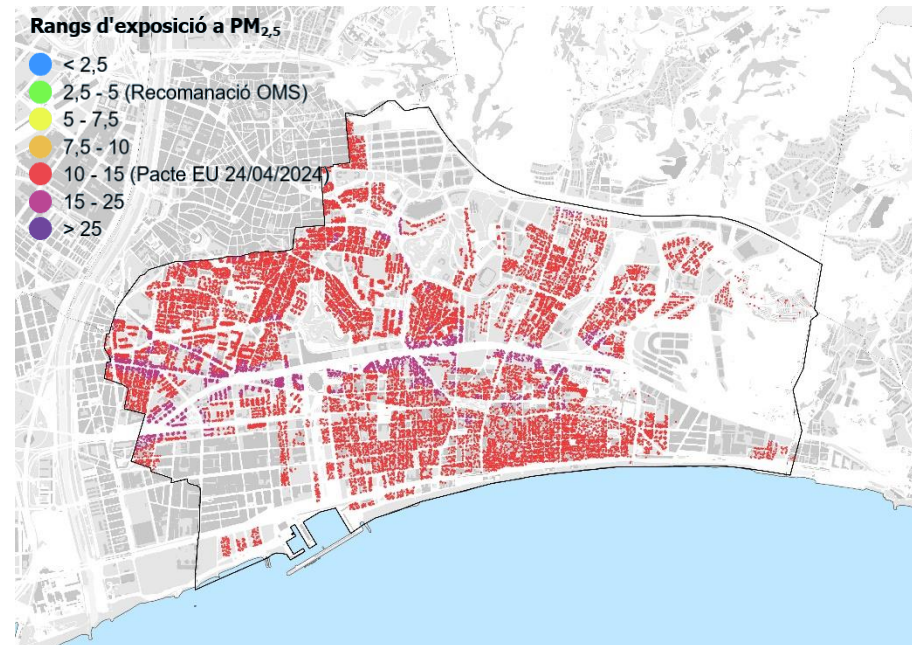 Rangs d'exposició a PM2,5
< 2,5
2,5 - 5 (Recomanació OMS)
5 - 7,5
7,5 - 10
10 - 15 (Pacte EU 24/04/2024)
15 - 25
> 25